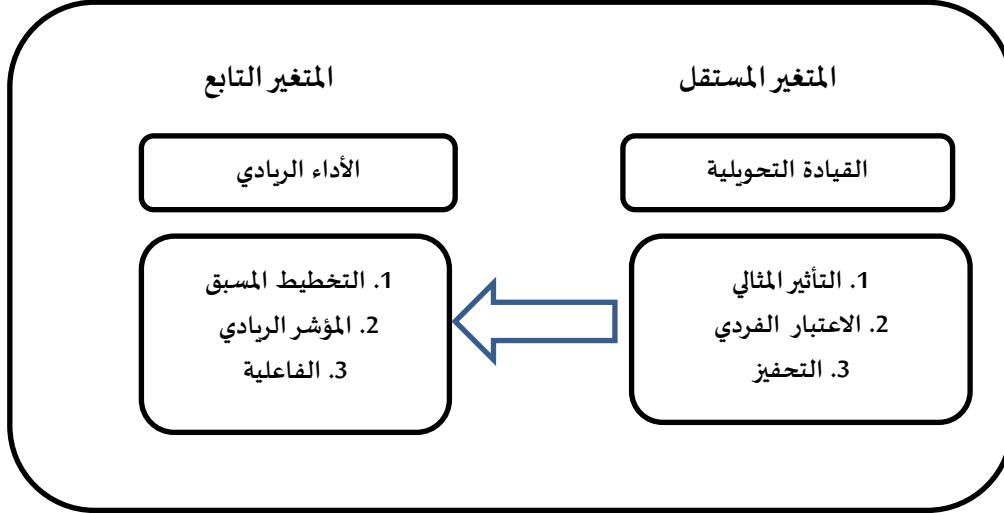 المتغير المستقل
المتغير التابع
القيادة التحويلية
الأداء الريادي
1. التأثير المثالي
2. الاعتبار الفردي
3. التحفيز
1. التخطيط المسبق
2. المؤشر الريادي
3. الفاعلية